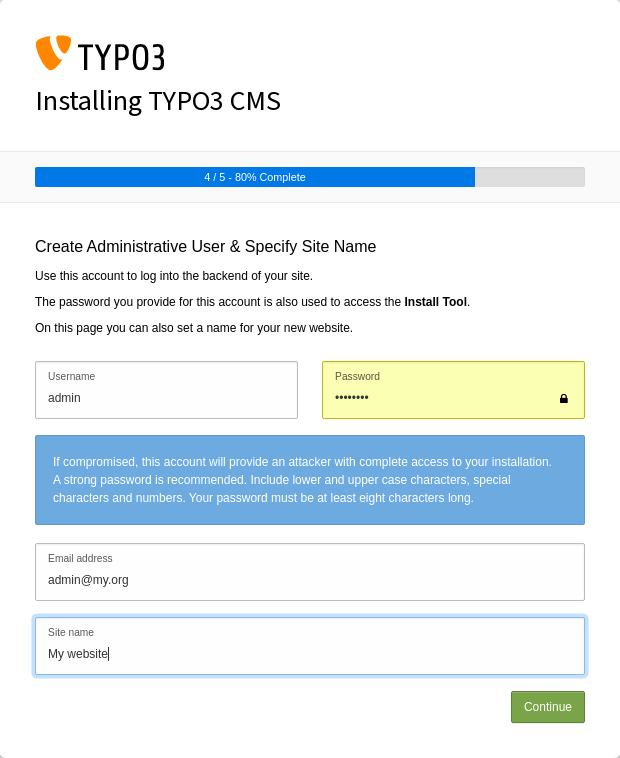 TYPO3
Installing TYPO3 CMS
4 / 5 - 80% Complete
Create Administrative User & Specify Site Name
Use this account to log into the backend of your site.
The password you provide for this account is also used to access the Install Tool.
On this page you can also set a name for your new website.
Username
admin
Password
••••••••
If compromised, this account will provide an attacker with complete access to your installation.
A strong password is recommended. Include lower and upper case characters, special
characters and numbers. Your password must be at least eight characters long.
Email address
admin@my.org
Site name
My website
Continue